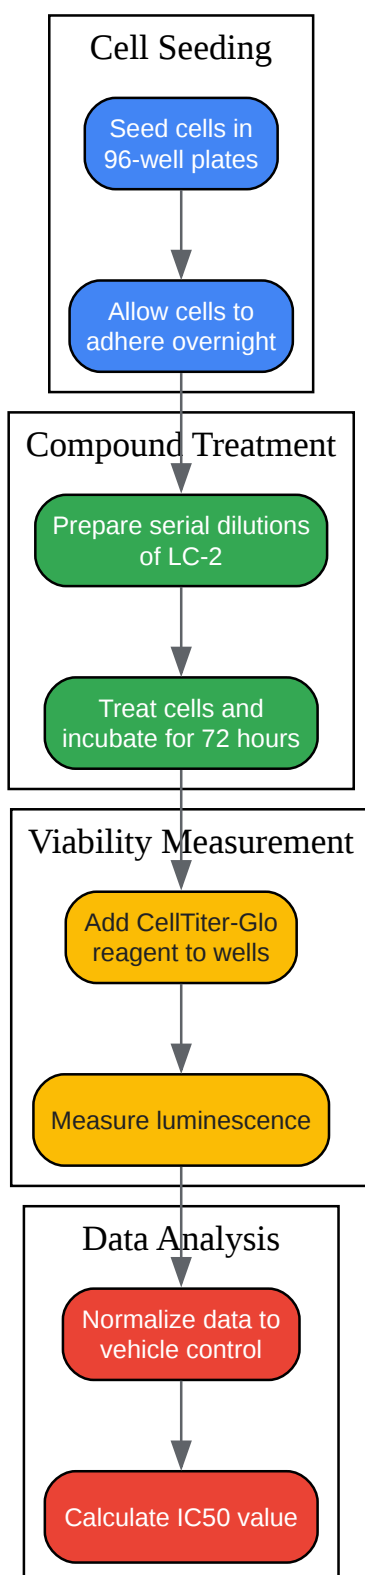 Cell Seeding
Seed cells in
96-well plates
Allow cells to
adhere overnight
Compound Treatment
Prepare serial dilutions
of LC-2
Treat cells and
incubate for 72 hours
Viability Measurement
Add CellTiter-Glo
reagent to wells
Measure luminescence
Data Analysis
Normalize data to
vehicle control
Calculate IC50 value